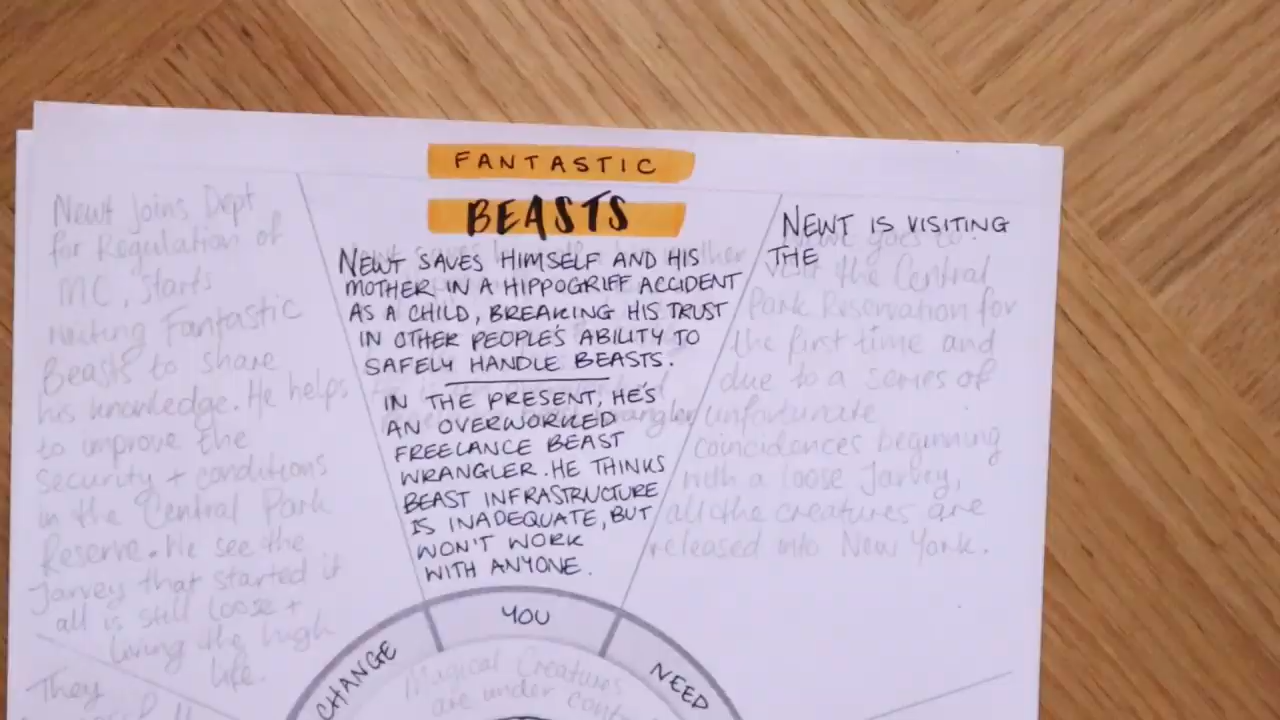 FANTASTIC
BEASTS
NEWT SAVES HIMSELF AND HIS
MOTHER IN A HIPPOGRIFF ACCIDENT
AS A CHILD, BREAKING HIS TRUST
IN OTHER PEOPLE'S ABILITY TO
SAFELY HANDLE BEASTS.
IN THE PRESENT, HE'S
AN OVERWORKED
FREELANCE BEAST
WRANGLER. HE THINKS
BEAST INFRASTRUCTURE
IS INADEQUATE, BUT
WON'T WORK
WITH ANYONE.
NEWT IS VISITING
THE
Newt goes to
visit the Central
Park Reservation for
the first time and
due to a series of
unfortunate
coincidences beginning
with a loose Jarvey,
all the creatures are
released into New York.
Newt joins Dept
for Regulation of
MC, starts
writing Fantastic
Beasts to share
his knowledge. He helps
to improve the
security + conditions
in the Central Park
Reserve. He see the
Jarvey that started it
all is still loose +
living the high
life.
They
YOU
NEED
CHANGE
Magical Creatures
are under